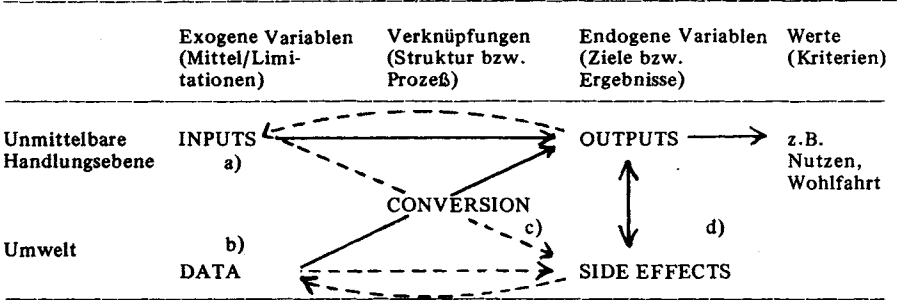 Exogene Variablen Verknüpfungen Endogene Variablen Werte
(Mittel/Limi- (Struktur bzw. (Ziele bzw. (Kriterien)
tationen) Prozeß) Ergebnisse)
Unmittelbare INPUTS OUTPUTS z.B.
Handlungsebene a) Nutzen,
Wohlfahrt
CONVERSION
b) c) d)
Umwelt
DATA SIDE EFFECTS